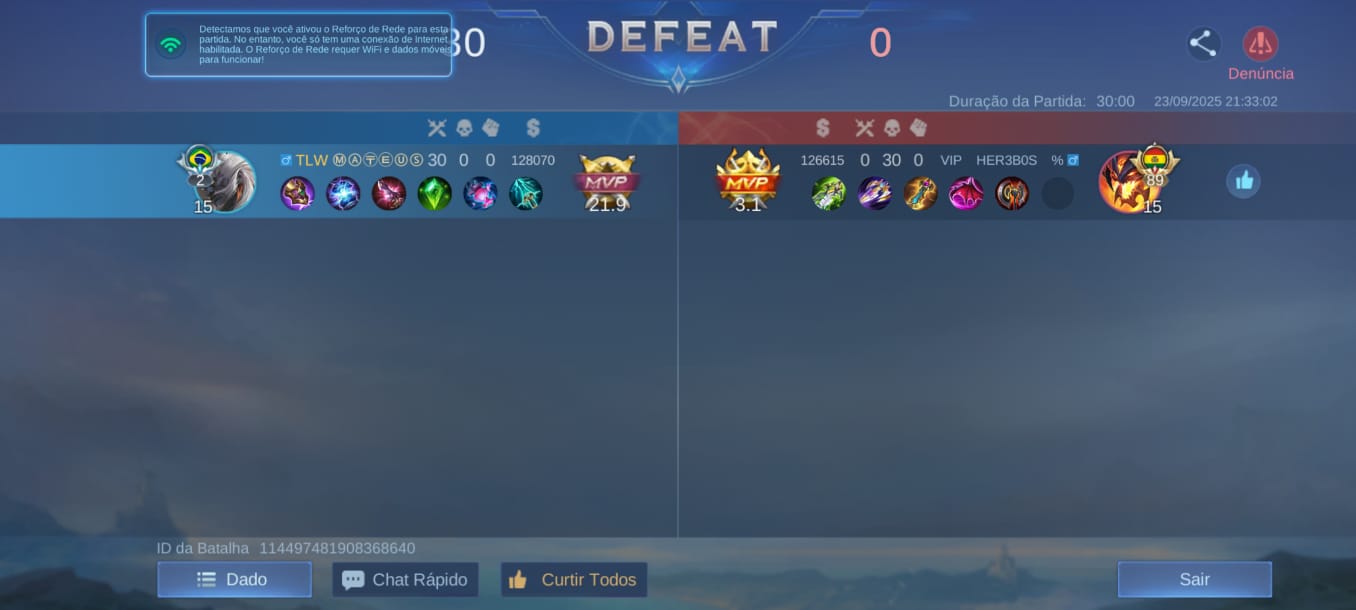 Detectamos que você ativou o Reforço de Rede para esta
partida. No entanto, você só tem uma conexão de Internet
habilitada. O Reforço de Rede requer WiFi e dados móveis
para funcionar!
30 DEFEAT 0
Denúncia
Duração da Partida: 30:00 23/09/2025 21:33:02
TLW ⓂⒶⓉⒺⓊⓈ 30 0 0 128070
2
15
MVP
21.9
126615 0 30 0 VIP HER3B0S %
MVP
3.1
89
15
ID da Batalha 114497481908368640
Dado Chat Rápido Curtir Todos Sair